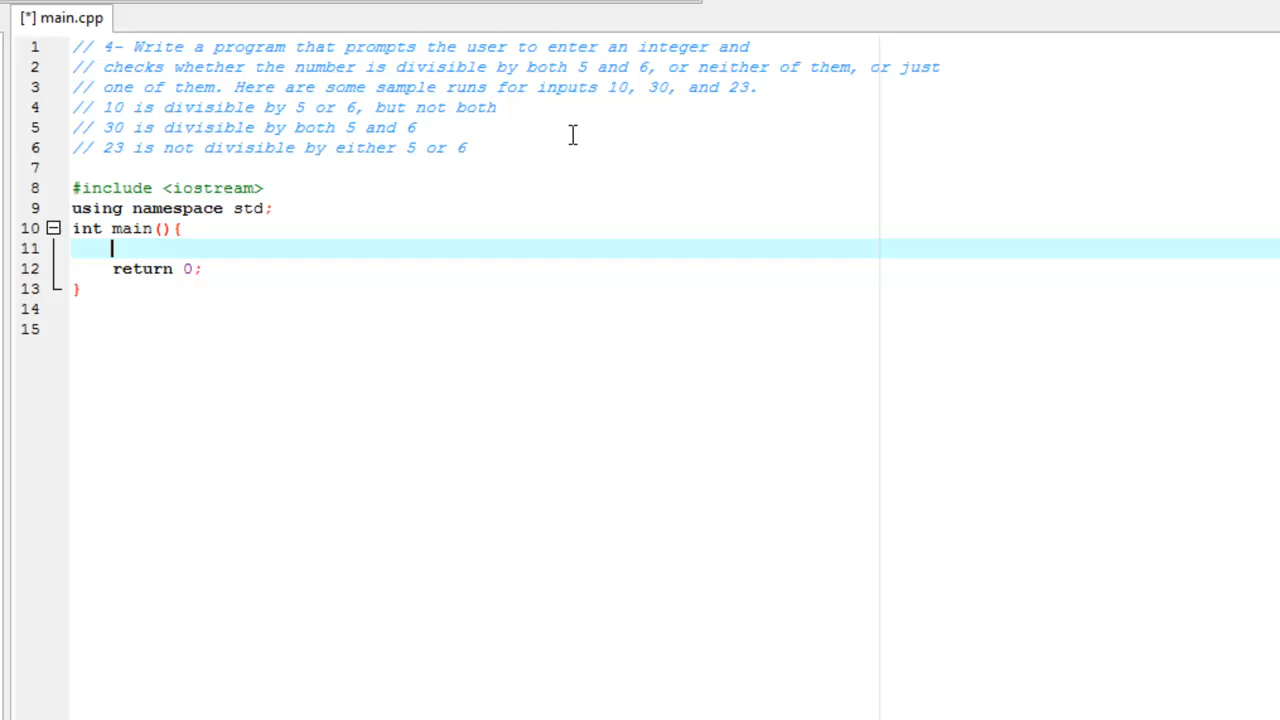 [*] main.cpp
1 // 4- Write a program that prompts the user to enter an integer and
2 // checks whether the number is divisible by both 5 and 6, or neither of them, or just
3 // one of them. Here are some sample runs for inputs 10, 30, and 23.
4 // 10 is divisible by 5 or 6, but not both
5 // 30 is divisible by both 5 and 6
6 // 23 is not divisible by either 5 or 6
7
8 #include <iostream>
9 using namespace std;
10 int main(){
11
12 return 0;
13 }
14
15